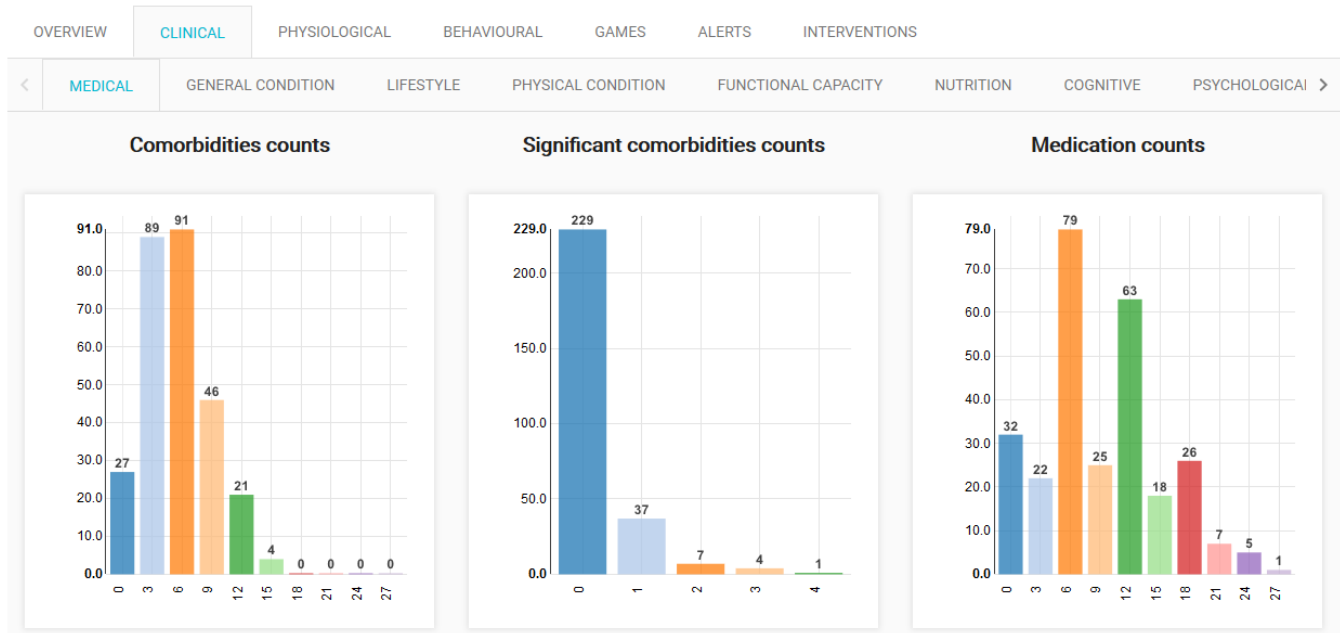 OVERVIEW CLINICAL PHYSIOLOGICAL BEHAVIOURAL GAMES ALERTS INTERVENTIONS
MEDICAL GENERAL CONDITION LIFESTYLE PHYSICAL CONDITION FUNCTIONAL CAPACITY NUTRITION COGNITIVE PSYCHOLOGICAL
Comorbidities counts
91.0
80.0
70.0
60.0
50.0
40.0
30.0
20.0
10.0
0.0
27 89 91 46 21 4 0 0 0 0
0 3 6 9 12 15 18 21 24 27
Significant comorbidities counts
229.0
200.0
150.0
100.0
50.0
0.0
229 37 7 4 1
0 1 2 3 4
Medication counts
79.0
70.0
60.0
50.0
40.0
30.0
20.0
10.0
0.0
32 22 79 25 63 18 26 7 5 1
0 3 6 9 12 15 18 21 24 27